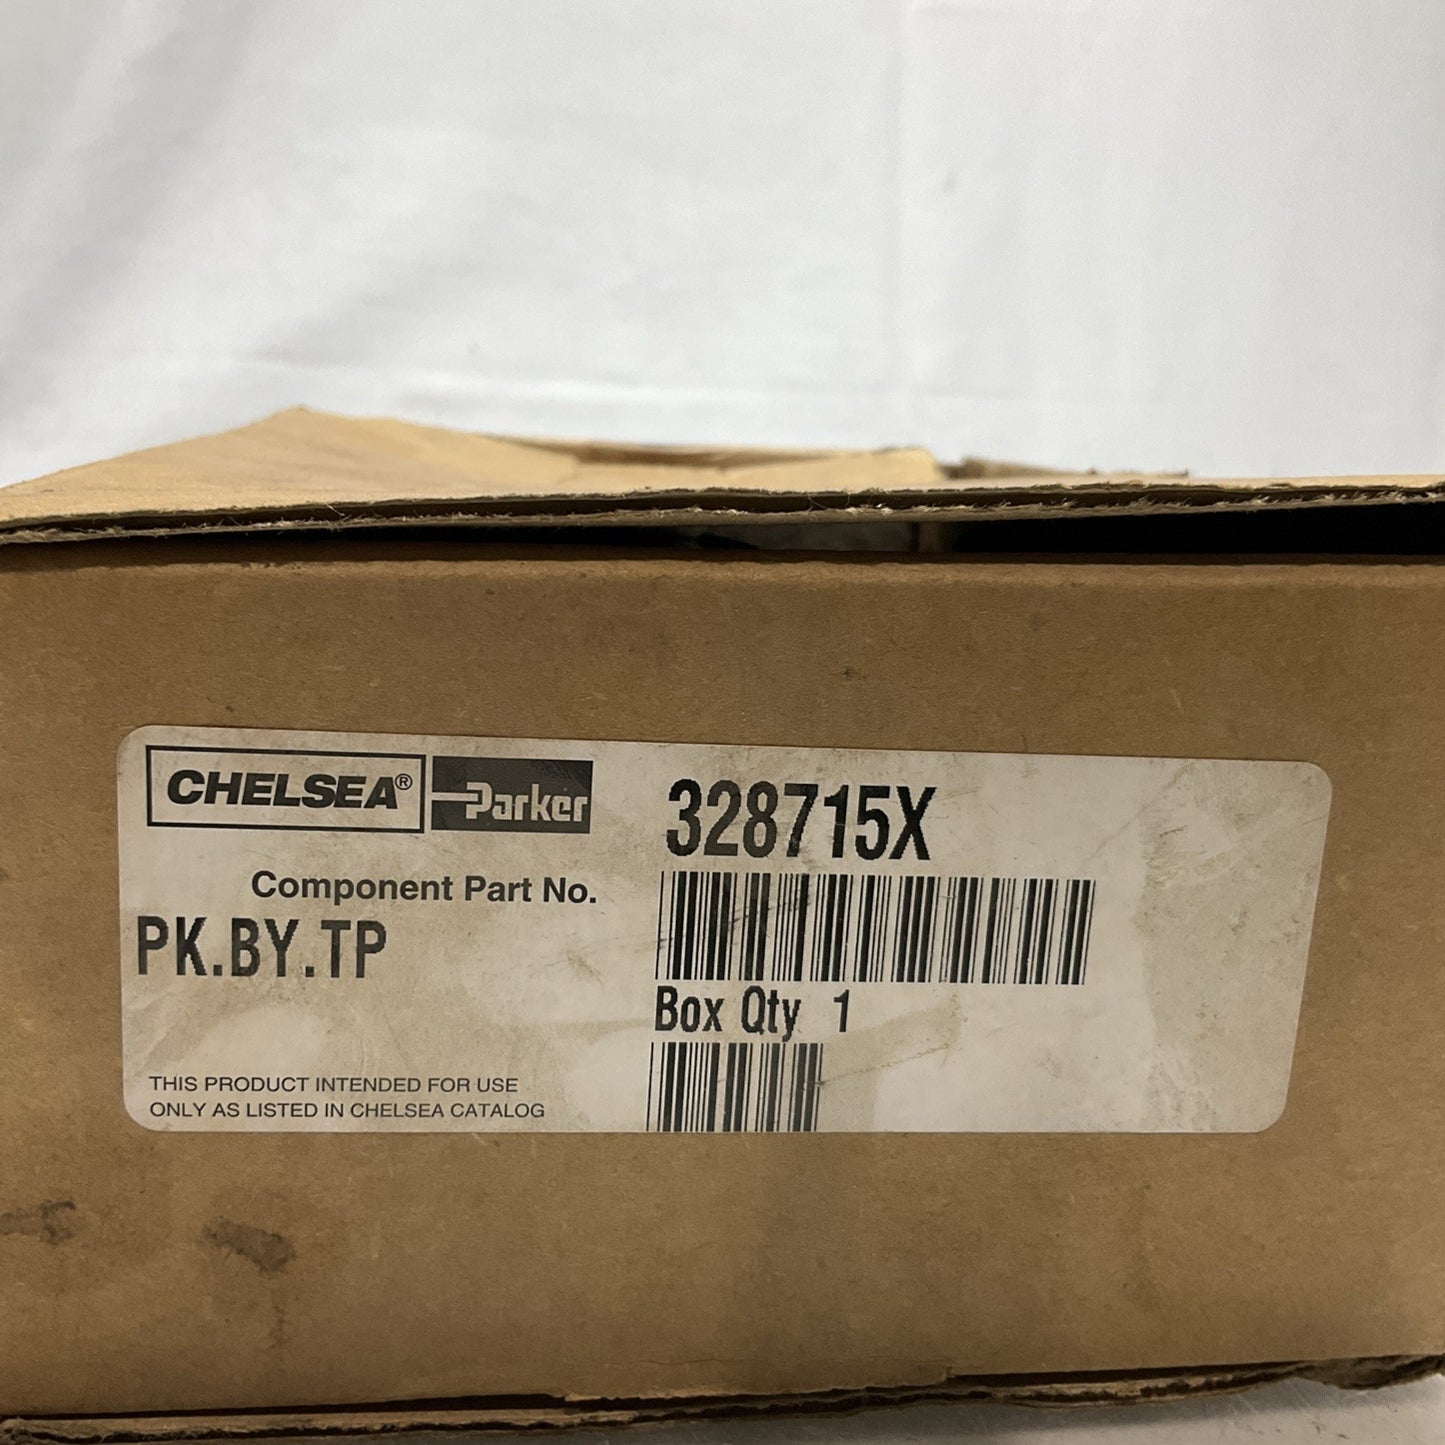 CHELSEA® Parker
Component Part No.
PK.BY.TP
THIS PRODUCT INTENDED FOR USE
ONLY AS LISTED IN CHELSEA CATALOG
328715X
Box Qty 1